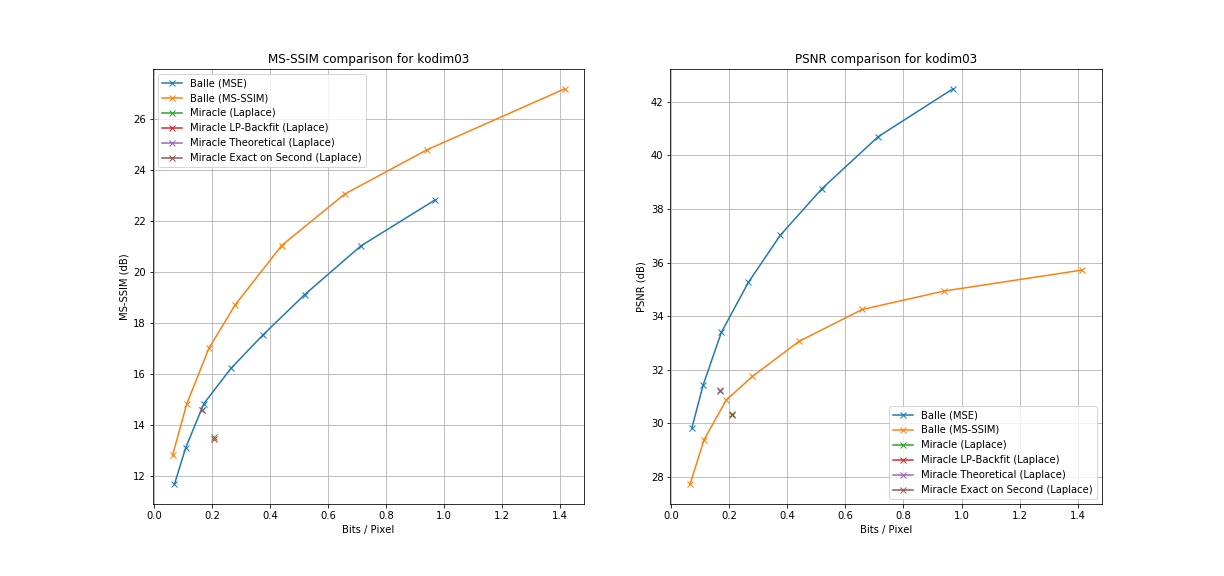 MS-SSIM comparison for kodim03
Balle (MSE)
Balle (MS-SSIM)
Miracle (Laplace)
Miracle LP-Backfit (Laplace)
Miracle Theoretical (Laplace)
Miracle Exact on Second (Laplace)
MS-SSIM (dB)
26
24
22
20
18
16
14
12
0.0 0.2 0.4 0.6 0.8 1.0 1.2 1.4
Bits / Pixel
PSNR comparison for kodim03
PSNR (dB)
42
40
38
36
34
32
30
28
Balle (MSE)
Balle (MS-SSIM)
Miracle (Laplace)
Miracle LP-Backfit (Laplace)
Miracle Theoretical (Laplace)
Miracle Exact on Second (Laplace)
0.0 0.2 0.4 0.6 0.8 1.0 1.2 1.4
Bits / Pixel